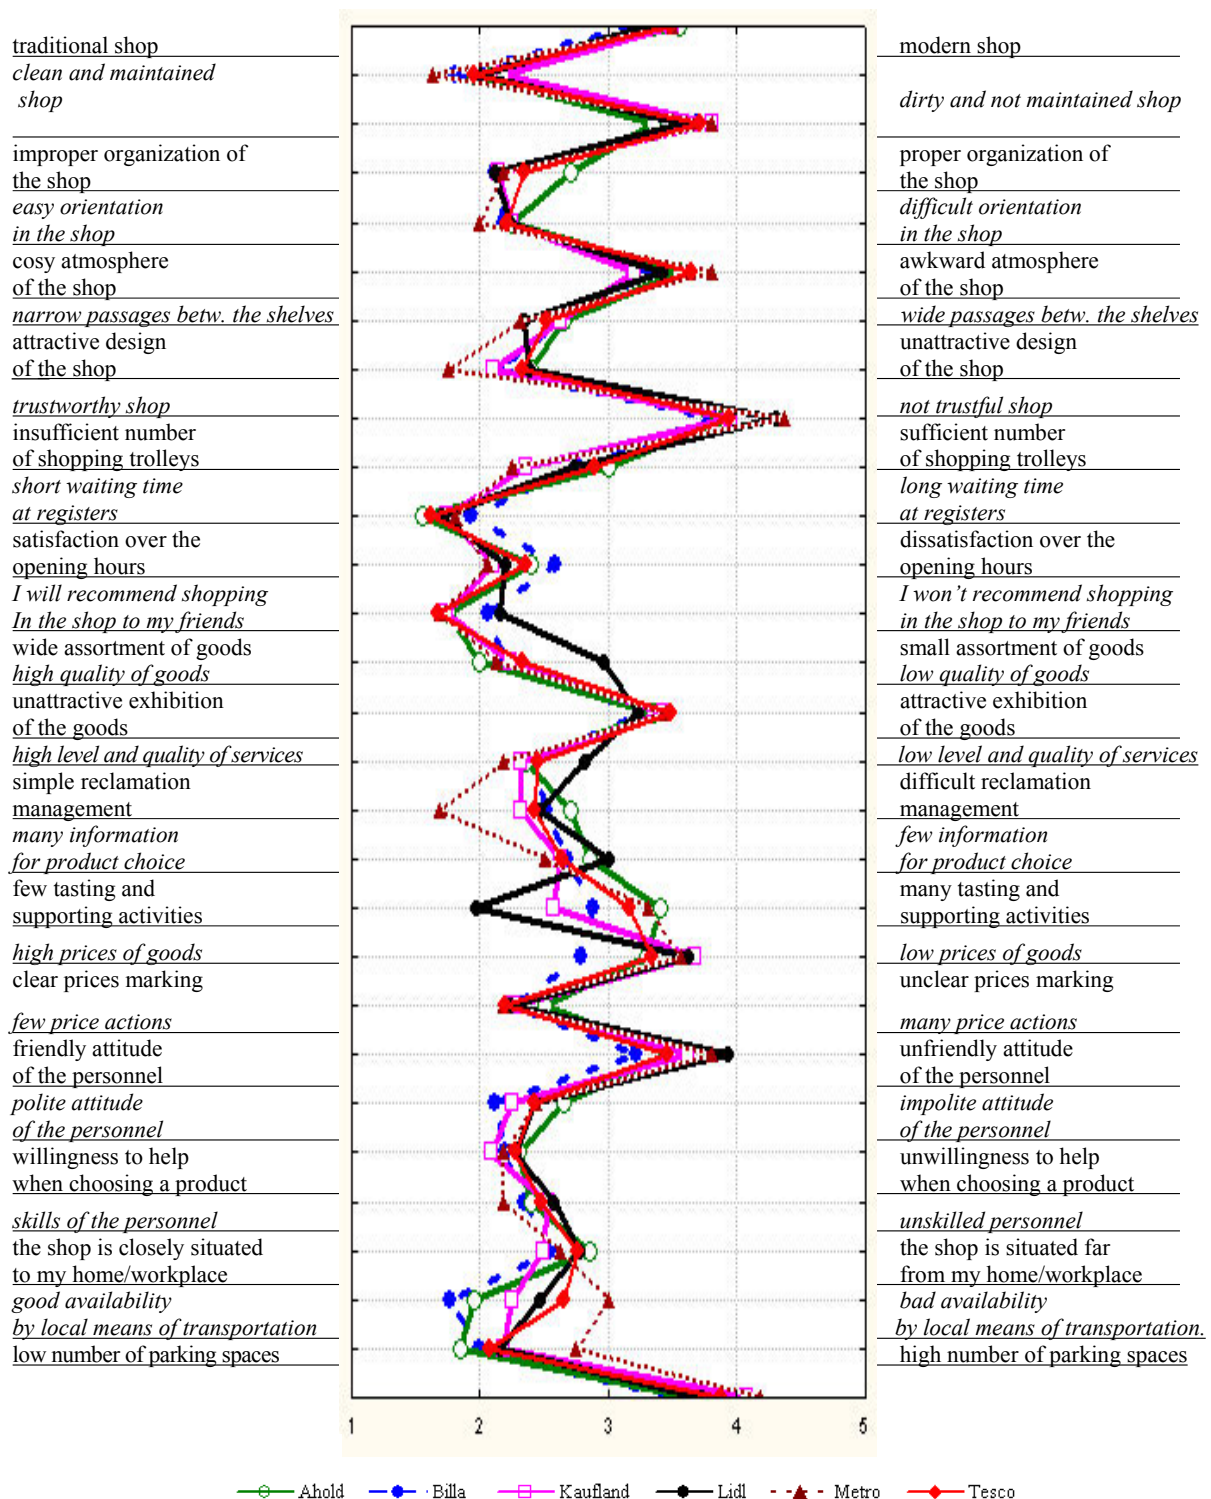 traditional shop modern shop
clean and maintained
shop dirty and not maintained shop
improper organization of proper organization of
the shop the shop
easy orientation difficult orientation
in the shop in the shop
cosy atmosphere awkward atmosphere
of the shop of the shop
narrow passages betw. the shelves wide passages betw. the shelves
attractive design unattractive design
of the shop of the shop
trustworthy shop not trustful shop
insufficient number sufficient number
of shopping trolleys of shopping trolleys
short waiting time long waiting time
at registers at registers
satisfaction over the dissatisfaction over the
opening hours opening hours
I will recommend shopping I won't recommend shopping
In the shop to my friends in the shop to my friends
wide assortment of goods small assortment of goods
high quality of goods low quality of goods
unattractive exhibition attractive exhibition
of the goods of the goods
high level and quality of services low level and quality of services
simple reclamation difficult reclamation
management management
many information few information
for product choice for product choice
few tasting and many tasting and
supporting activities supporting activities
high prices of goods low prices of goods
clear prices marking unclear prices marking
few price actions many price actions
friendly attitude unfriendly attitude
of the personnel of the personnel
polite attitude impolite attitude
of the personnel of the personnel
willingness to help unwillingness to help
when choosing a product when choosing a product
skills of the personnel unskilled personnel
the shop is closely situated the shop is situated far
to my home/workplace from my home/workplace
good availability bad availability
by local means of transportation by local means of transportation.
low number of parking spaces high number of parking spaces
1 2 3 4 5
Ahold Billa Kaufland Lidl Metro Tesco